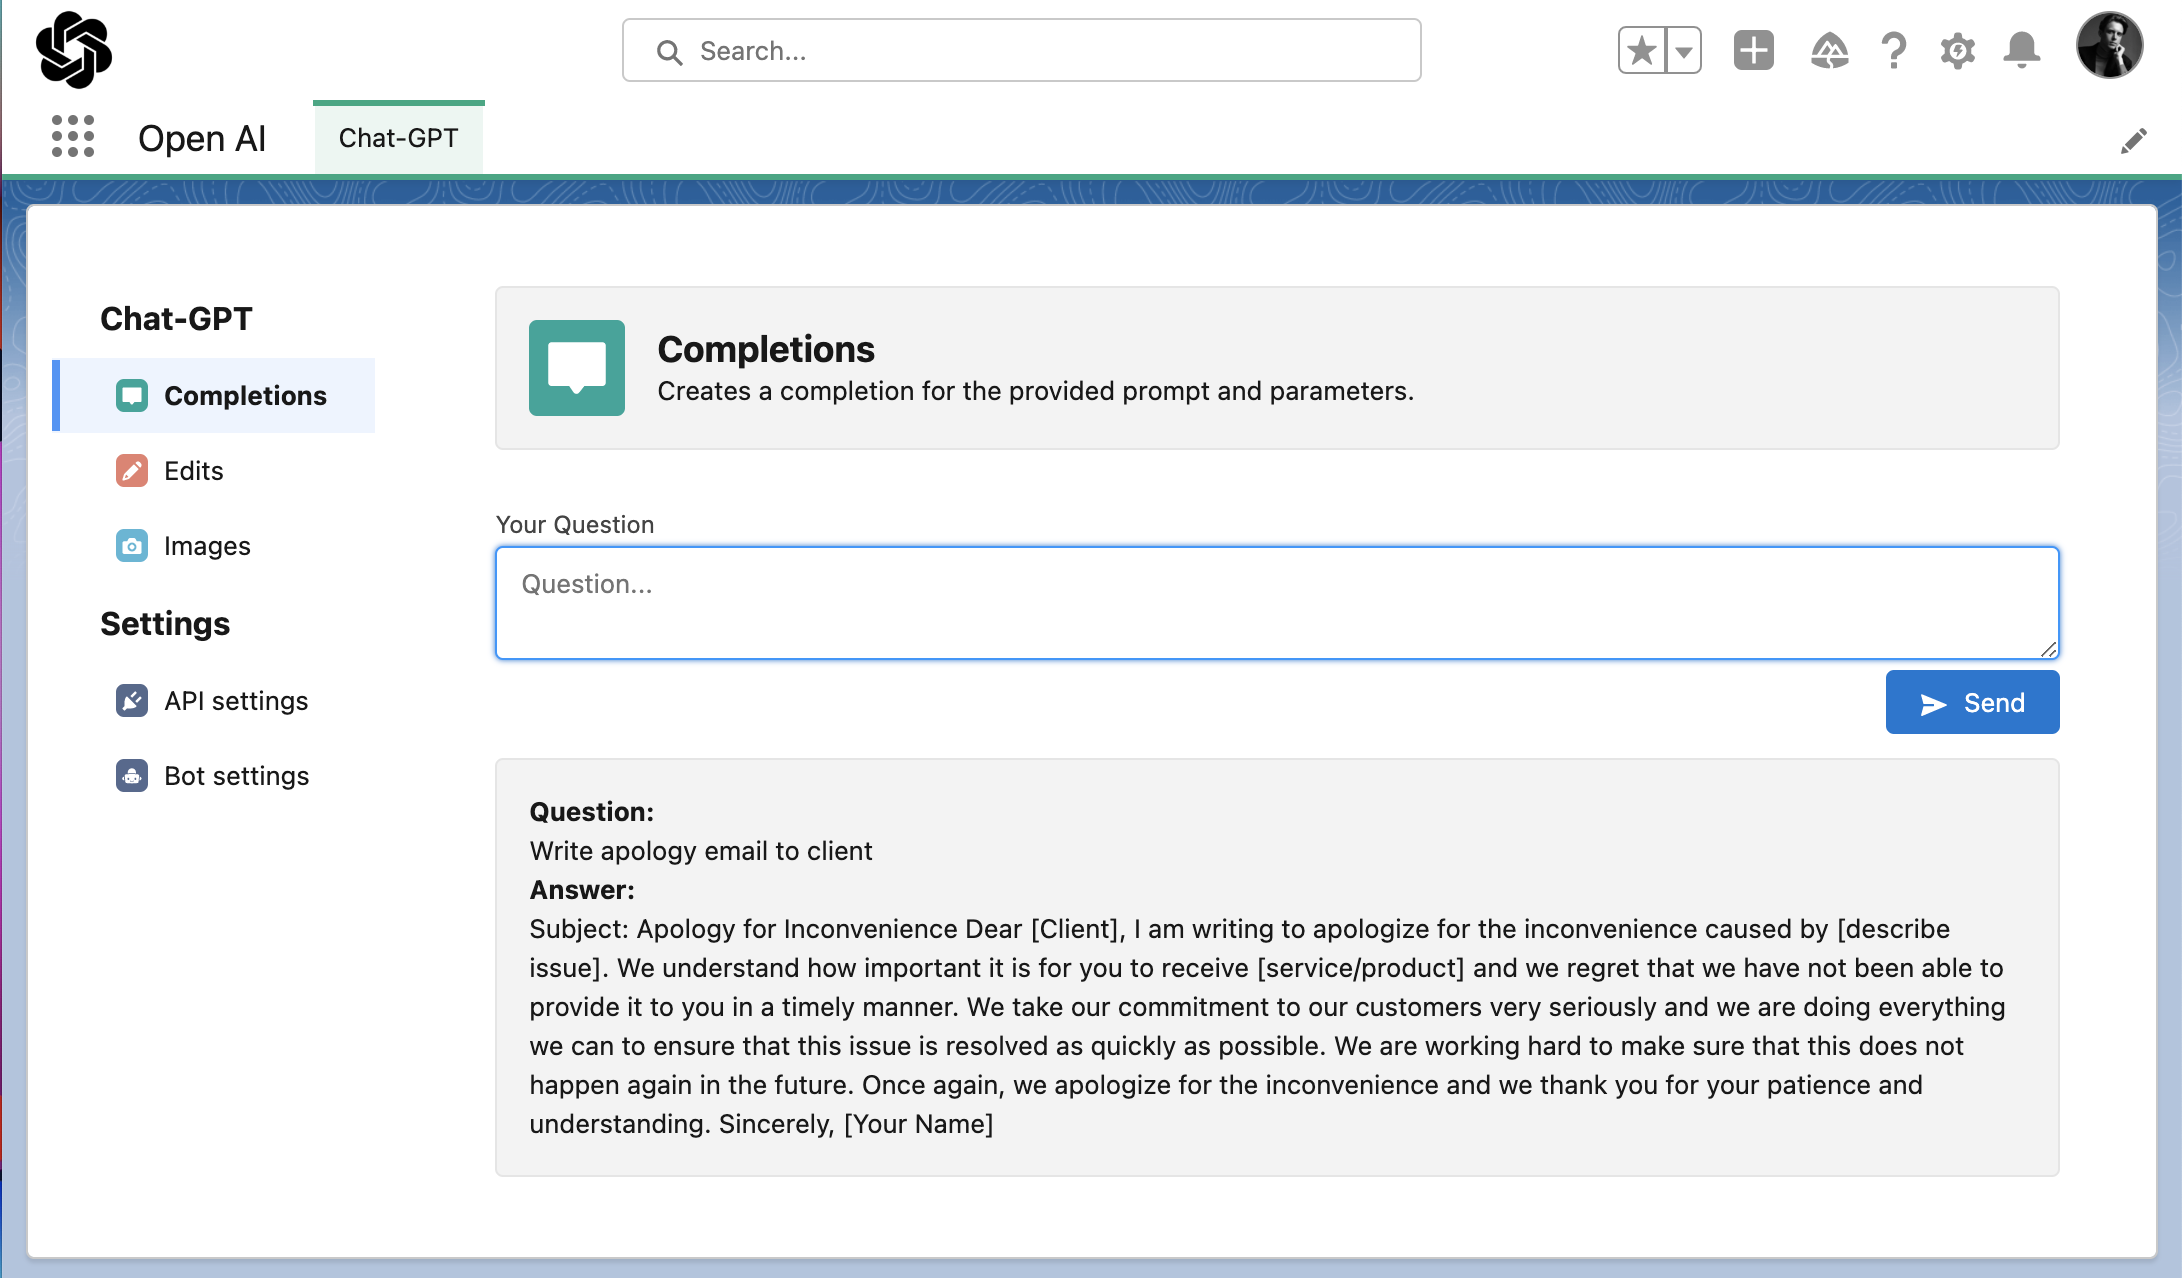 Search...
Open AI
Chat-GPT
Chat-GPT
Completions
Edits
Images
Settings
API settings
Bot settings
Completions
Creates a completion for the provided prompt and parameters.
Your Question
Question...
Send
Question:
Write apology email to client
Answer:
Subject: Apology for Inconvenience Dear [Client], I am writing to apologize for the inconvenience caused by [describe
issue]. We understand how important it is for you to receive [service/product] and we regret that we have not been able to
provide it to you in a timely manner. We take our commitment to our customers very seriously and we are doing everything
we can to ensure that this issue is resolved as quickly as possible. We are working hard to make sure that this does not
happen again in the future. Once again, we apologize for the inconvenience and we thank you for your patience and
understanding. Sincerely, [Your Name]